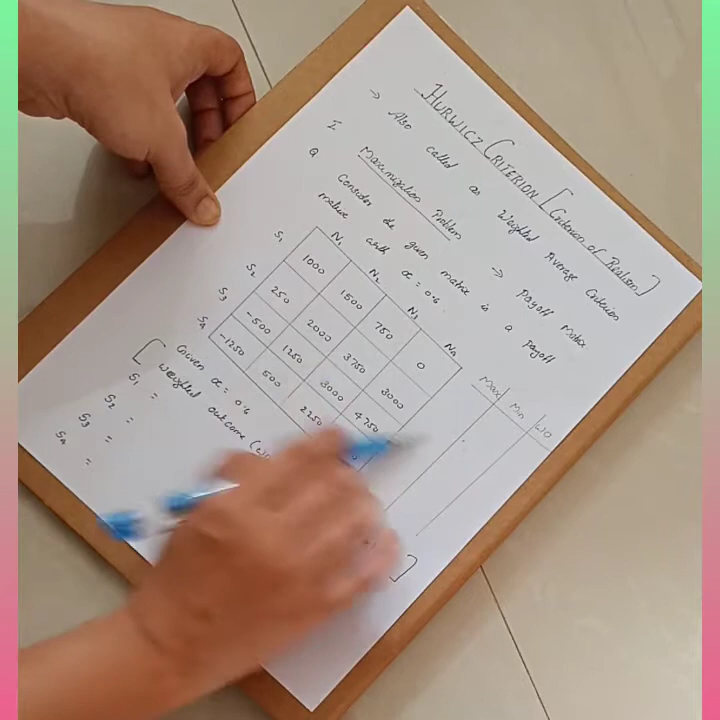 HURWICZ CRITERION [Criterion of Realism]
→ Also called as Weighted Average Criterion
I Maximization Problem → Payoff Matrix
Q Consider the given matrix is a payoff
matrix with α = 0.6
N1 N2 N3 N4 Max Min WO
S1 1000 1500 750 0
S2 250 2000 3750 3000
S3 -500 1250 3000 4750
S4 -1250 500 2250
[ Given α = 0.6
weighted outcome
S1 =
S2 =
S3 =
S4 =
]